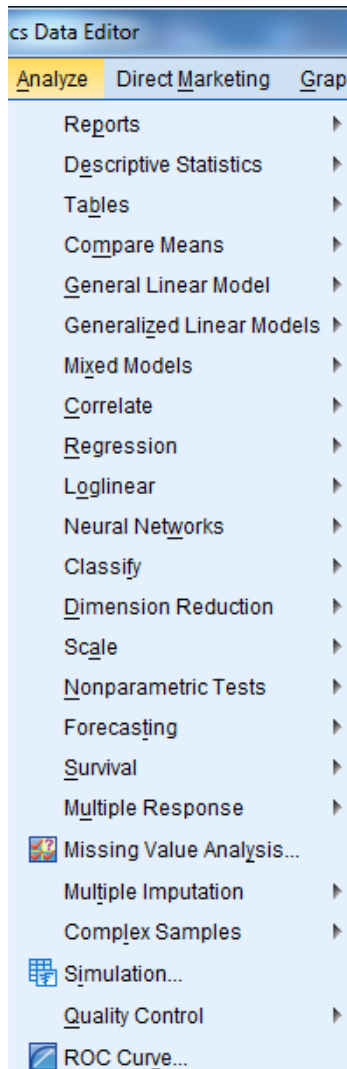 cs Data Editor
Analyze Direct Marketing Grap
Reports
Descriptive Statistics
Tables
Compare Means
General Linear Model
Generalized Linear Models
Mixed Models
Correlate
Regression
Loglinear
Neural Networks
Classify
Dimension Reduction
Scale
Nonparametric Tests
Forecasting
Survival
Multiple Response
Missing Value Analysis...
Multiple Imputation
Complex Samples
Simulation...
Quality Control
ROC Curve...